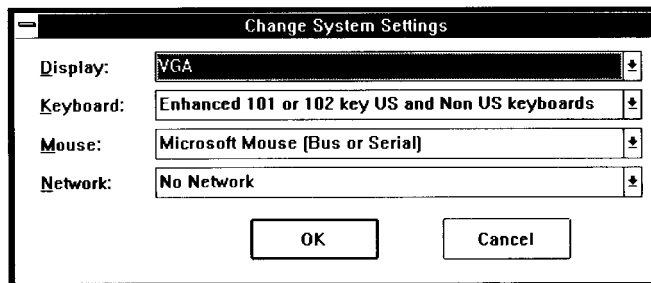 Change System Settings
Display: VGA
Keyboard: Enhanced 101 or 102 key US and Non US keyboards
Mouse: Microsoft Mouse (Bus or Serial)
Network: No Network
OK Cancel